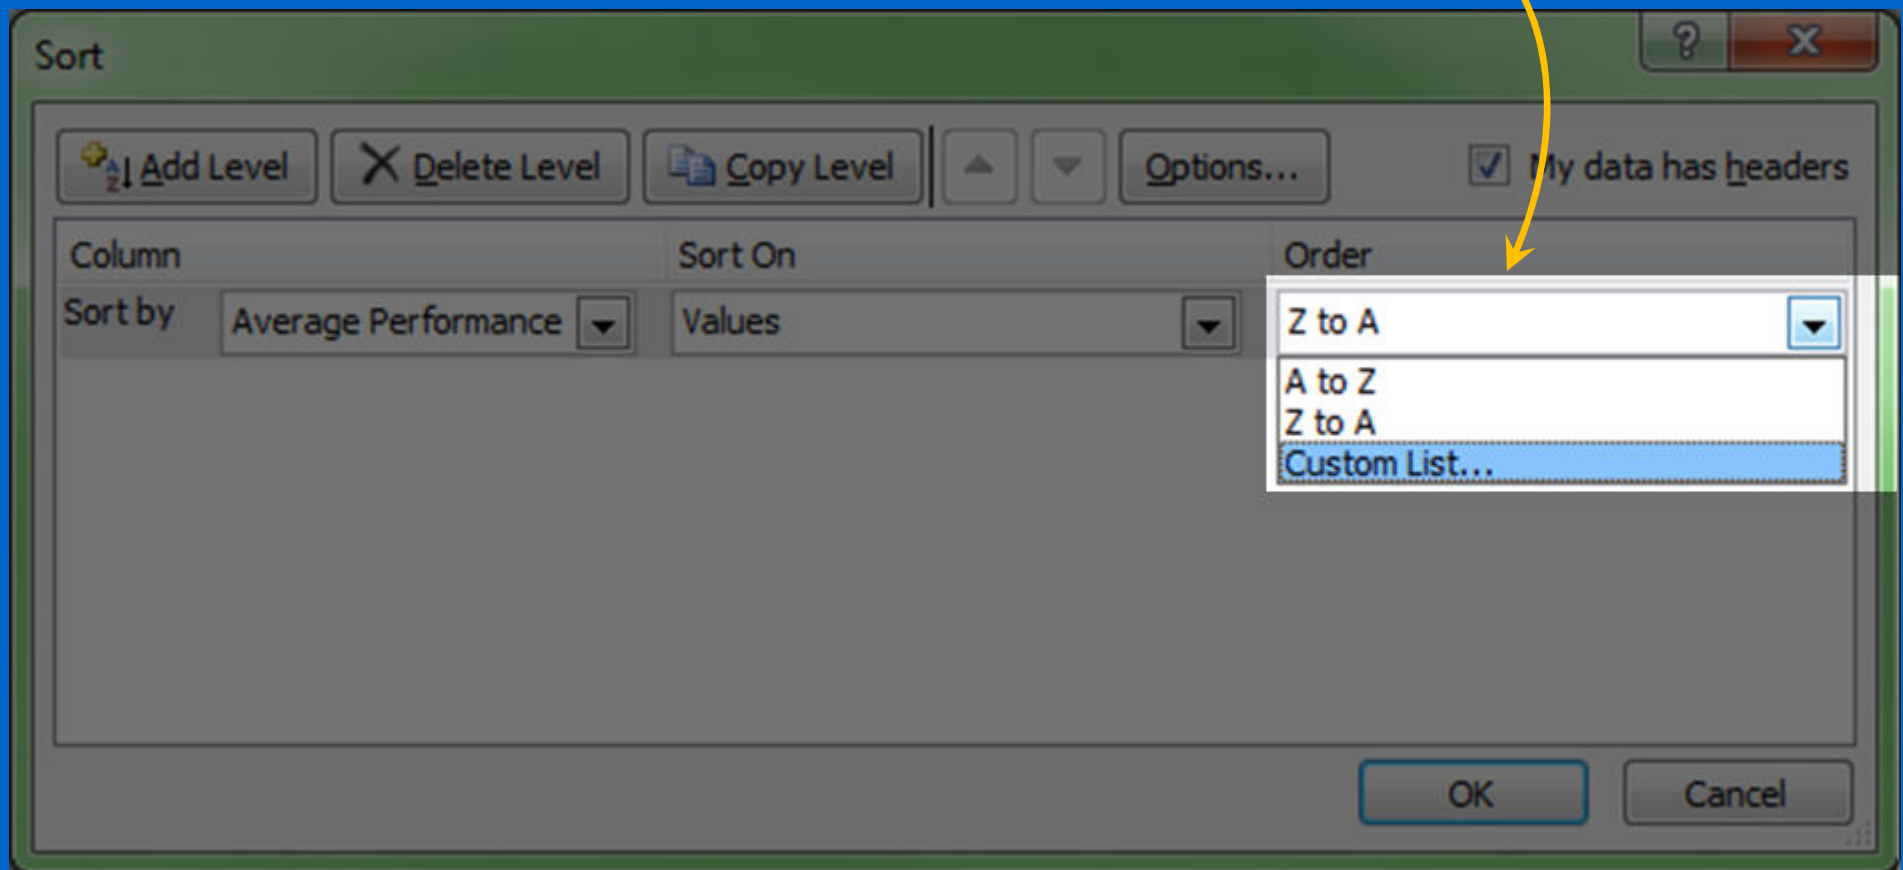 Sort
Add Level Delete Level Copy Level Options... My data has headers
Column Sort On Order
Sort by Average Performance Values Z to A
A to Z
Z to A
Custom List...
OK Cancel